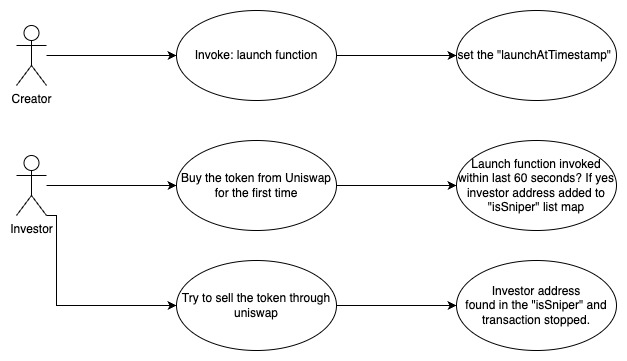 Invoke: launch function
set the "launchAtTimestamp"
Creator
Buy the token from Uniswap
for the first time
Launch function invoked
within last 60 seconds? If yes
investor address added to
"isSniper" list map
Investor
Try to sell the token through
uniswap
Investor address
found in the "isSniper" and
transaction stopped.